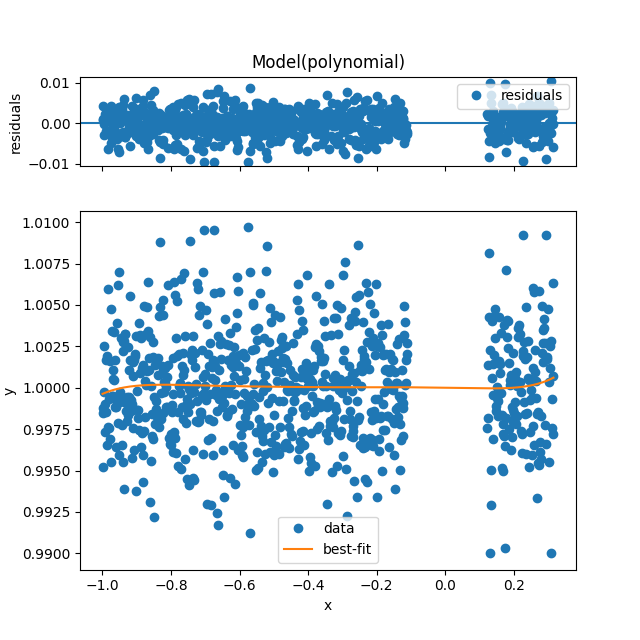 Model(polynomial)
0.01
0.00
−0.01
residuals
residuals
1.0100
1.0075
1.0050
1.0025
1.0000
0.9975
0.9950
0.9925
0.9900
y
data
best-fit
−1.0 −0.8 −0.6 −0.4 −0.2 0.0 0.2
x